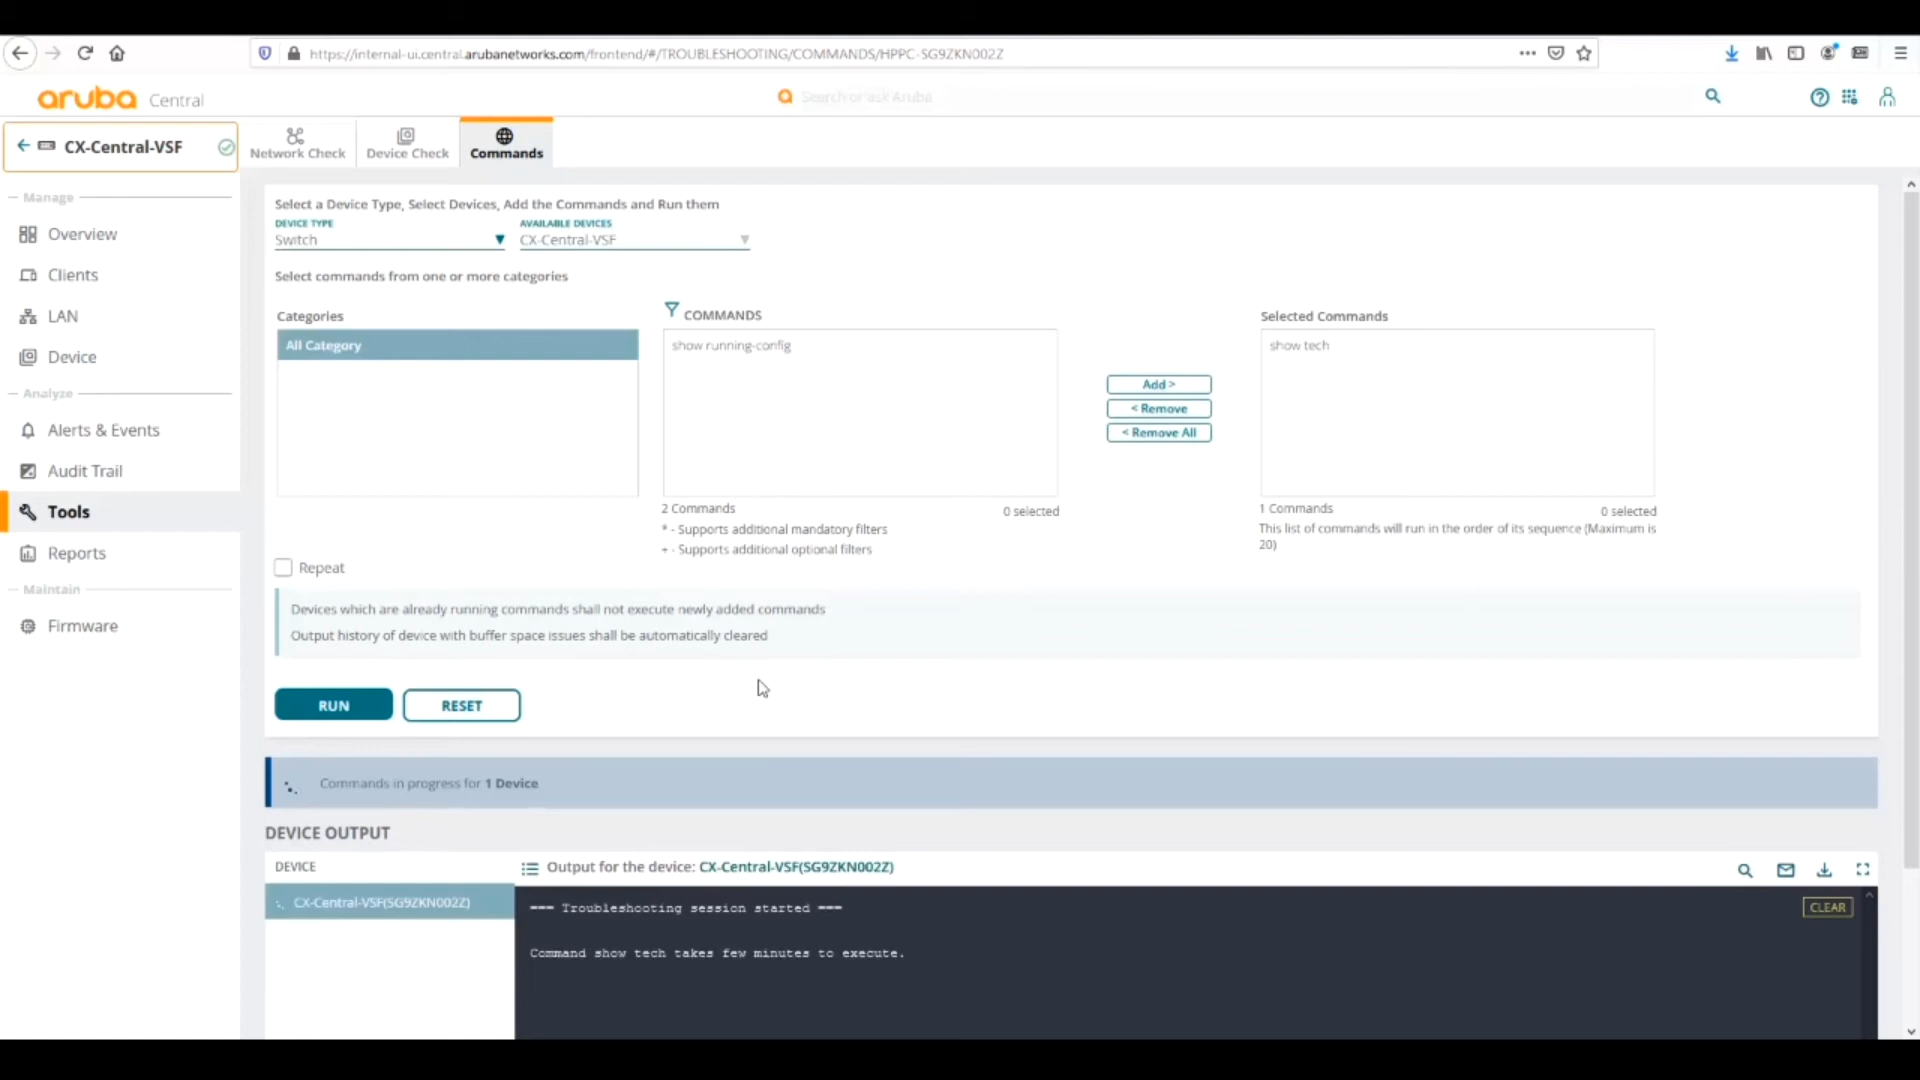 https://internal-ui.central.arubanetworks.com/frontend/#/TROUBLESHOOTING/COMMANDS/HPPC-SG9ZKN002Z
aruba Central
Search or ask Aruba
CX-Central-VSF
Network Check
Device Check
Commands
Manage
Overview
Clients
LAN
Device
Analyze
Alerts & Events
Audit Trail
Tools
Reports
Maintain
Firmware
Select a Device Type, Select Devices, Add the Commands and Run them
DEVICE TYPE
Switch
AVAILABLE DEVICES
CX-Central-VSF
Select commands from one or more categories
Categories
All Category
COMMANDS
show running-config
2 Commands
0 selected
* - Supports additional mandatory filters
+ - Supports additional optional filters
Add >
< Remove
< Remove All
Selected Commands
show tech
1 Commands
0 selected
This list of commands will run in the order of its sequence (Maximum is
20)
Repeat
Devices which are already running commands shall not execute newly added commands
Output history of device with buffer space issues shall be automatically cleared
RUN
RESET
Commands in progress for 1 Device
DEVICE OUTPUT
DEVICE
CX-Central-VSF(SG9ZKN002Z)
Output for the device: CX-Central-VSF(SG9ZKN002Z)
=== Troubleshooting session started ===
CLEAR
Command show tech takes few minutes to execute.